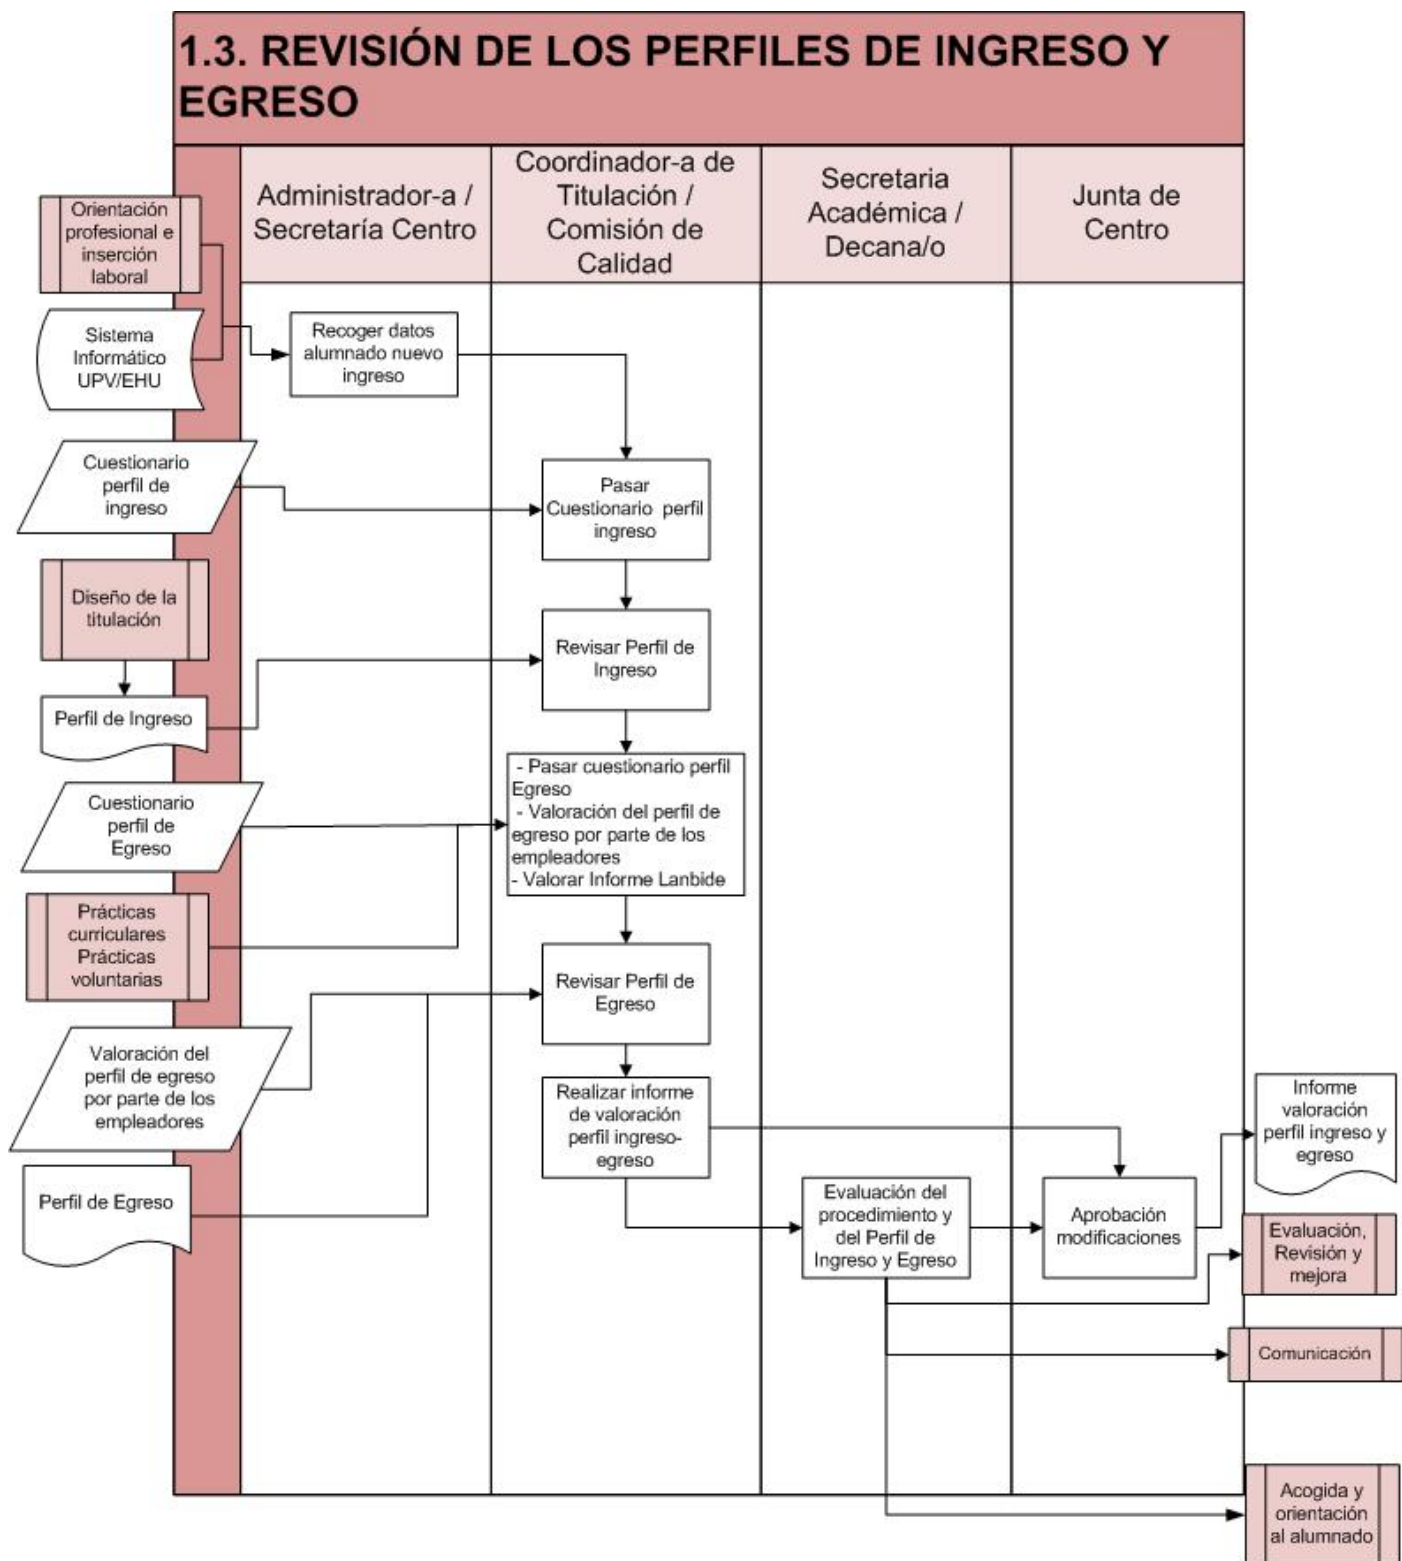 1.3. REVISIÓN DE LOS PERFILES DE INGRESO Y
EGRESO
Administrador-a /
Secretaría Centro
Coordinador-a de
Titulación /
Comisión de
Calidad
Secretaria
Académica /
Decana/o
Junta de
Centro
Orientación
profesional e
inserción
laboral
Sistema
Informático
UPV/EHU
Recoger datos
alumnado nuevo
ingreso
Cuestionario
perfil de
ingreso
Pasar
Cuestionario perfil
ingreso
Diseño de la
titulación
Revisar Perfil de
Ingreso
Perfil de Ingreso
- Pasar cuestionario perfil
Egreso
- Valoración del perfil de
egreso por parte de los
empleadores
- Valorar Informe Lanbide
Cuestionario
perfil de
Egreso
Prácticas
curriculares
Prácticas
voluntarias
Revisar Perfil de
Egreso
Valoración del
perfil de egreso
por parte de los
empleadores
Realizar informe
de valoración
perfil ingreso-
egreso
Informe
valoración
perfil ingreso y
egreso
Perfil de Egreso
Evaluación del
procedimiento y
del Perfil de
Ingreso y Egreso
Aprobación
modificaciones
Evaluación,
Revisión y
mejora
Comunicación
Acogida y
orientación
al alumnado